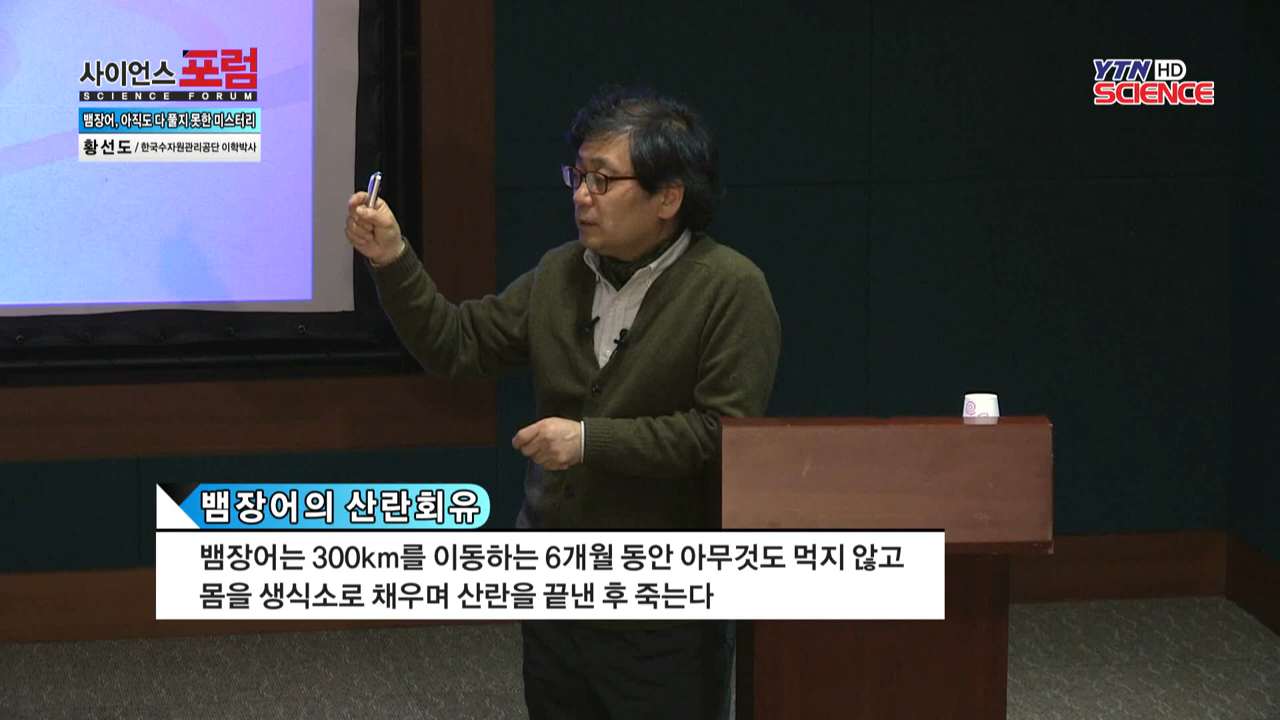 사이언스 포럼
SCIENCE FORUM
뱀장어, 아직도 다 풀지 못한 미스터리
황선도 / 한국수자원관리공단 이학박사
YTN HD
SCIENCE
뱀장어의 산란회유
뱀장어는 300km를 이동하는 6개월 동안 아무것도 먹지 않고
몸을 생식소로 채우며 산란을 끝낸 후 죽는다